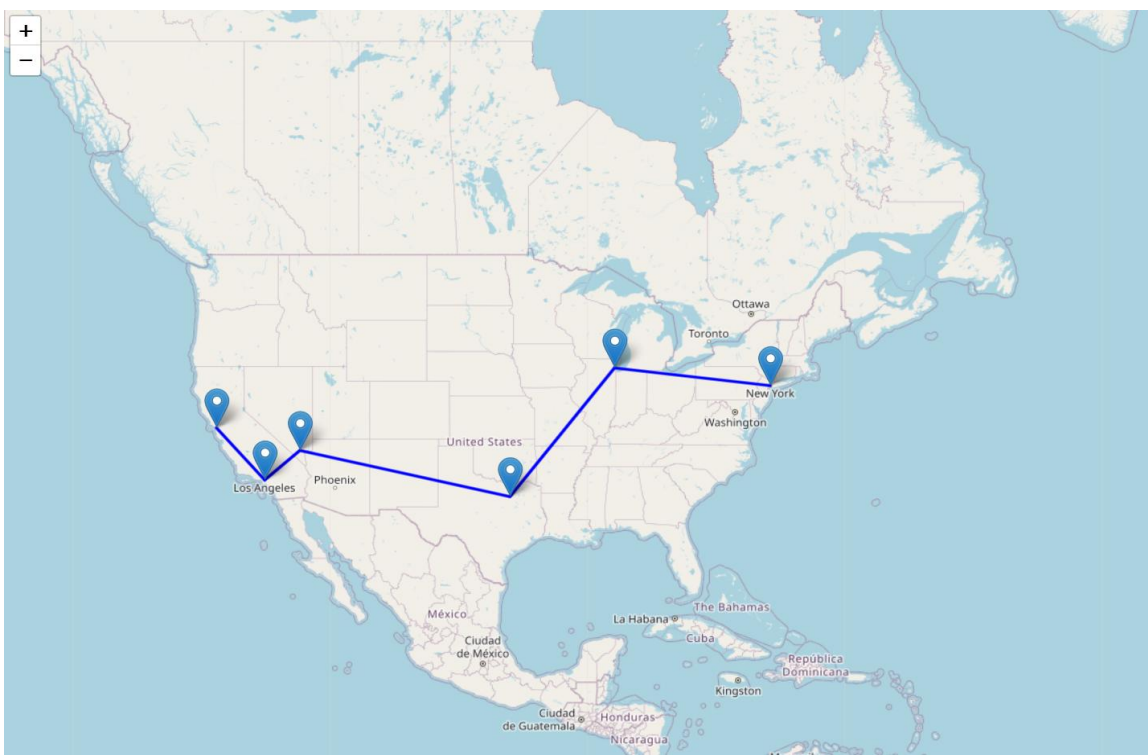 +
−
Ottawa
Toronto
New York
Washington
United States
Los Angeles
Phoenix
The Bahamas
La Habana
México
Cuba
Ciudad
de México
República
Dominicana
Kingston
Ciudad
de Guatemala
Honduras
Nicaragua